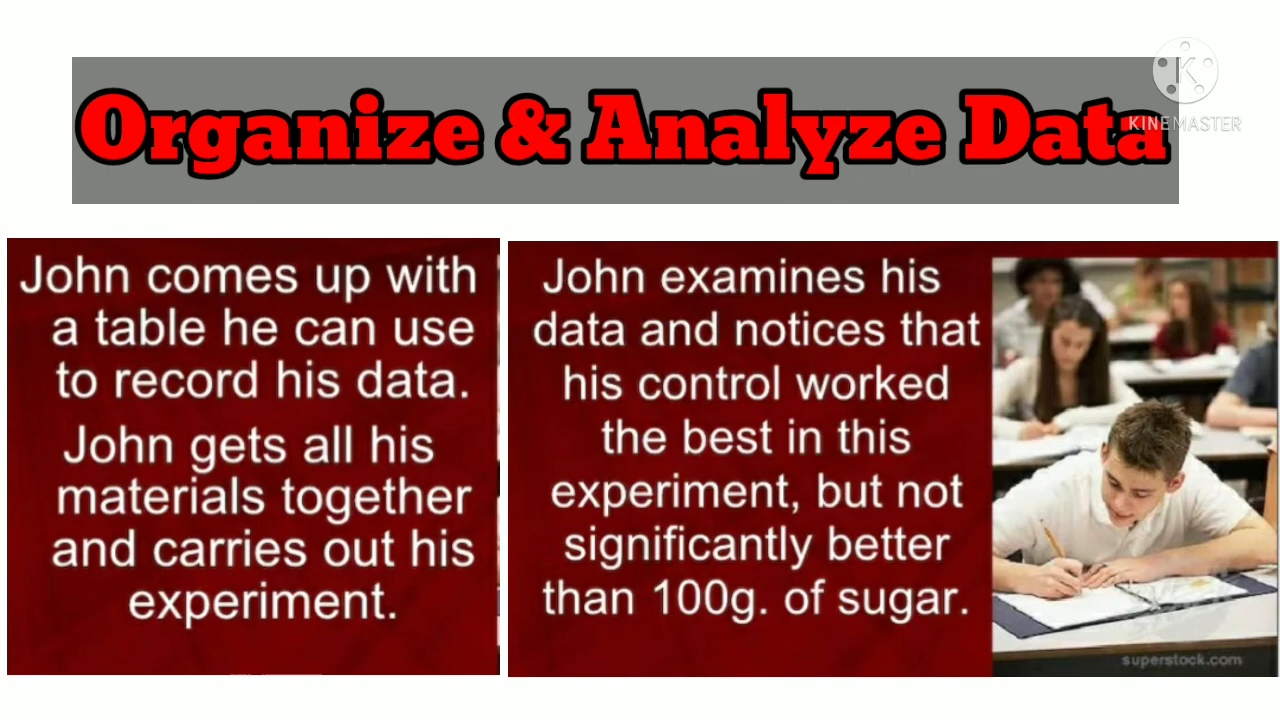 Organize & Analyze Data
K
KINEMASTER
John comes up with
a table he can use
to record his data.
John gets all his
materials together
and carries out his
experiment.
John examines his
data and notices that
his control worked
the best in this
experiment, but not
significantly better
than 100g. of sugar.
superstock.com